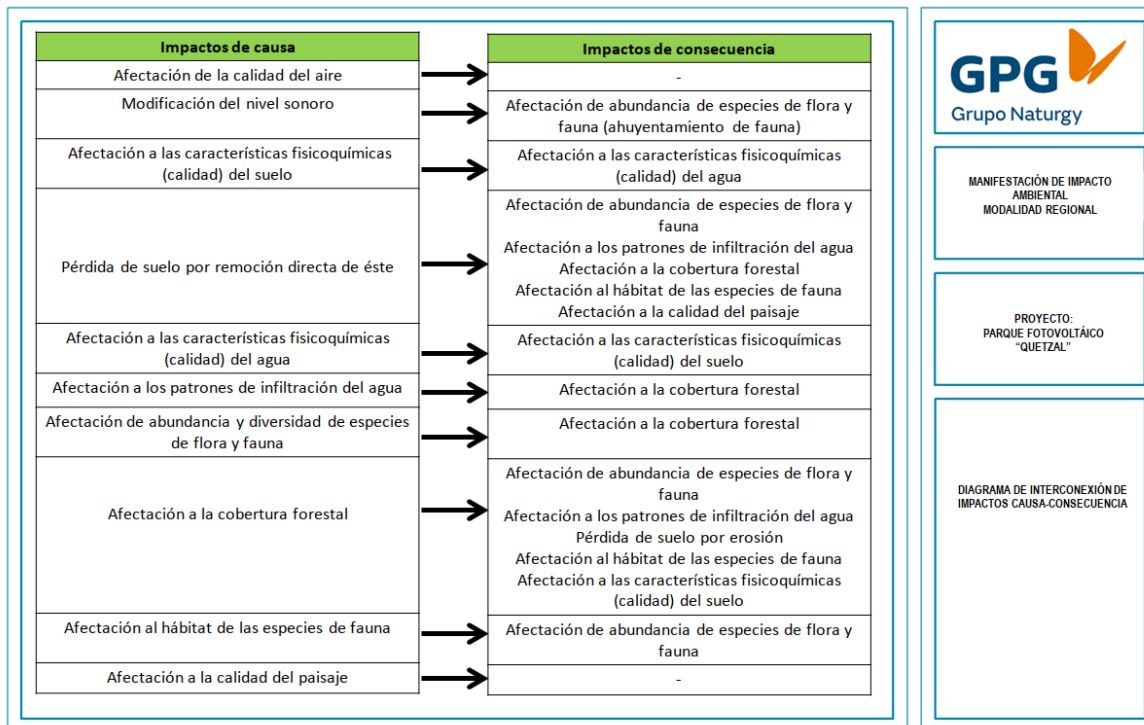 Impactos de causa
Impactos de consecuencia
Afectación de la calidad del aire
-
Modificación del nivel sonoro
Afectación de abundancia de especies de flora y
fauna (ahuyentamiento de fauna)
Afectación a las características fisicoquímicas
(calidad) del suelo
Afectación a las características fisicoquímicas
(calidad) del agua
Pérdida de suelo por remoción directa de éste
Afectación de abundancia de especies de flora y
fauna
Afectación a los patrones de infiltración del agua
Afectación a la cobertura forestal
Afectación al hábitat de las especies de fauna
Afectación a la calidad del paisaje
Afectación a las características fisicoquímicas
(calidad) del agua
Afectación a las características fisicoquímicas
(calidad) del suelo
Afectación a los patrones de infiltración del agua
Afectación a la cobertura forestal
Afectación de abundancia y diversidad de especies
de flora y fauna
Afectación a la cobertura forestal
Afectación a la cobertura forestal
Afectación de abundancia de especies de flora y
fauna
Afectación a los patrones de infiltración del agua
Pérdida de suelo por erosión
Afectación al hábitat de las especies de fauna
Afectación a las características fisicoquímicas
(calidad) del suelo
Afectación al hábitat de las especies de fauna
Afectación de abundancia de especies de flora y
fauna
Afectación a la calidad del paisaje
-
GPG
Grupo Naturgy
MANIFESTACIÓN DE IMPACTO
AMBIENTAL
MODALIDAD REGIONAL
PROYECTO:
PARQUE FOTOVOLTÁICO
"QUETZAL"
DIAGRAMA DE INTERCONEXIÓN DE
IMPACTOS CAUSA-CONSECUENCIA